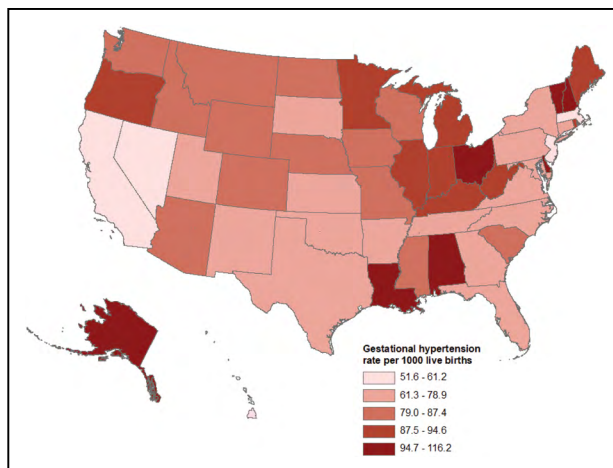 Gestational hypertension
rate per 1000 live births
51.6 - 61.2
61.3 - 78.9
79.0 - 87.4
87.5 - 94.6
94.7 - 116.2